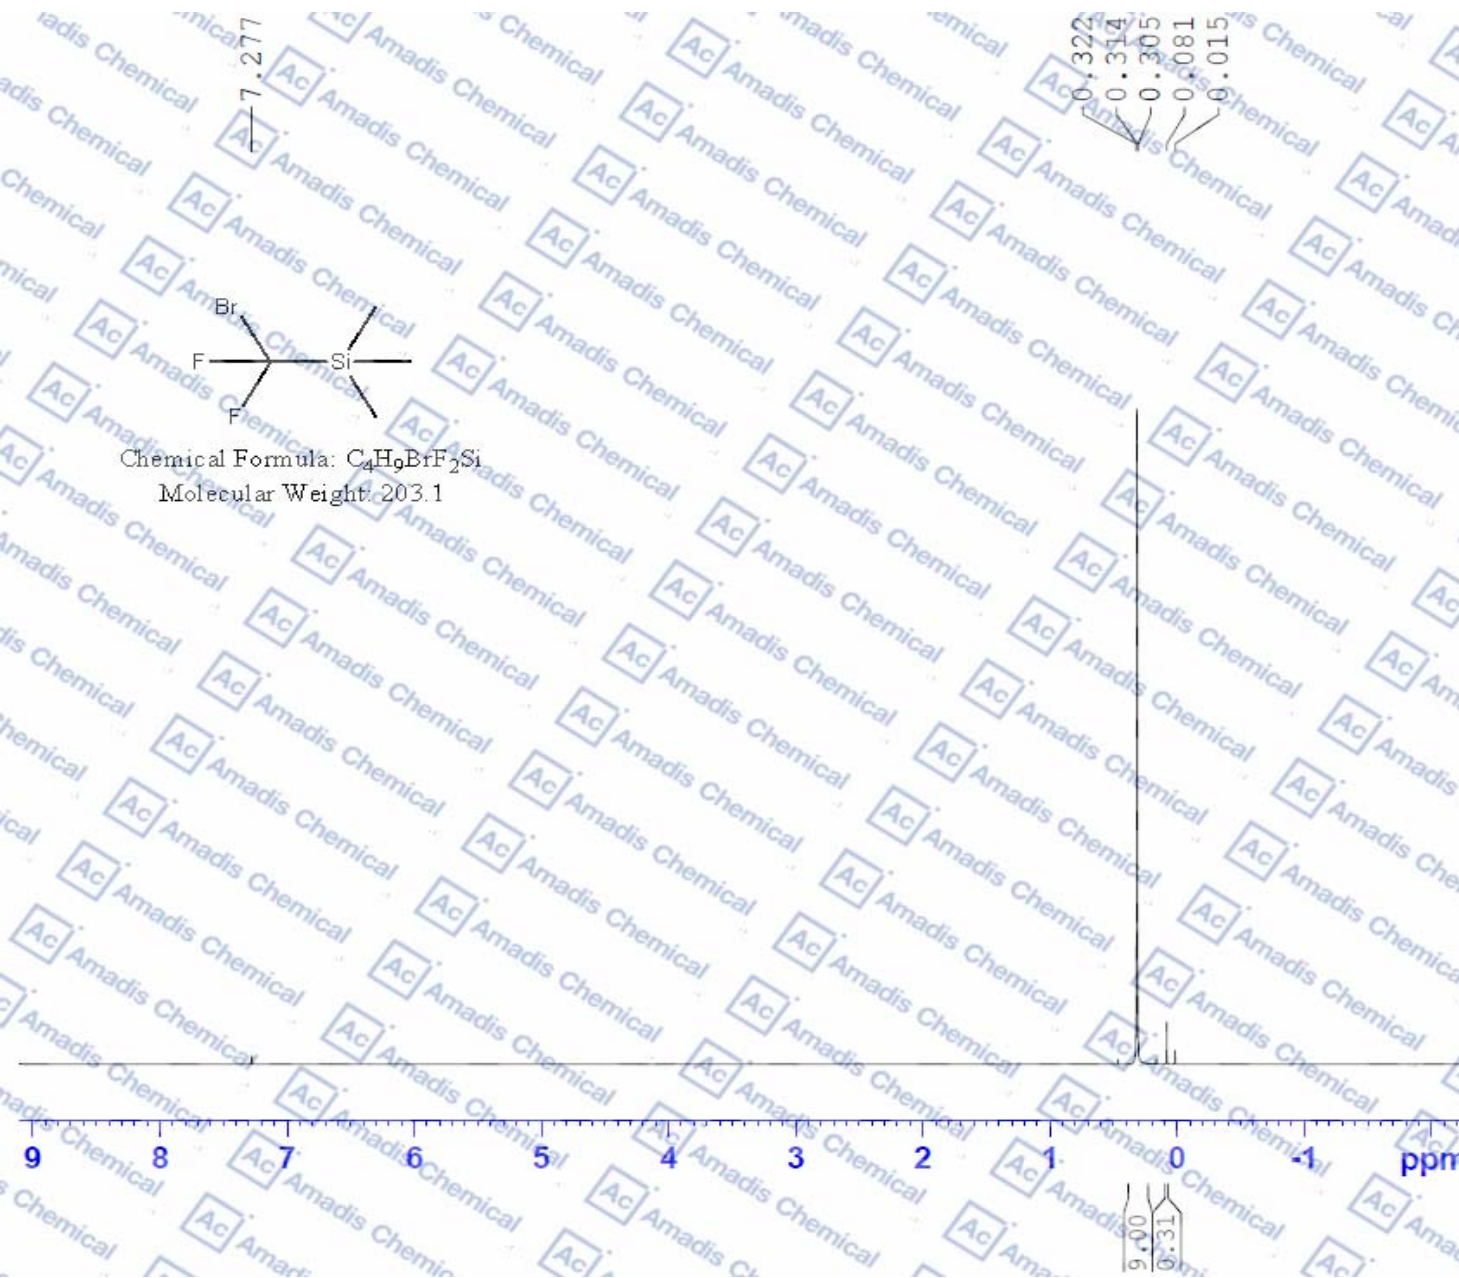 7.277
0.322
0.314
0.305
0.081
0.015
Br
F
Si
F
Chemical Formula: C₄H₉BrF₂Si
Molecular Weight: 203.1
9 8 7 6 5 4 3 2 1 0 -1 ppm
9.00
0.31
Ac Amadis Chemical